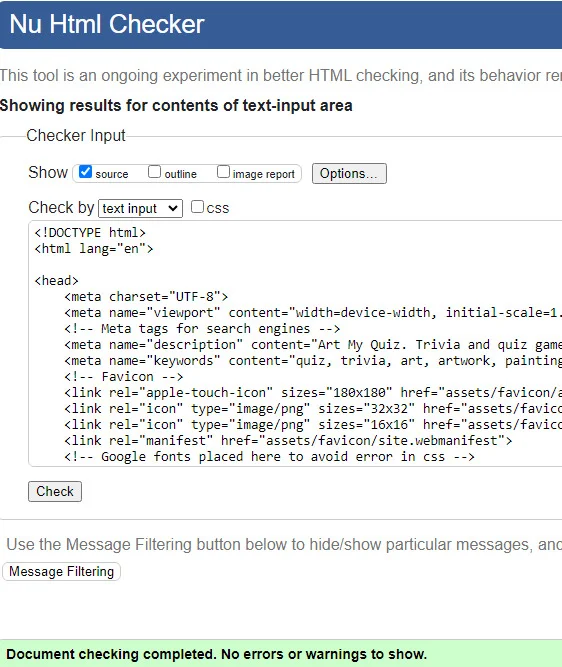 Nu Html Checker
This tool is an ongoing experiment in better HTML checking, and its behavior
Showing results for contents of text-input area
Checker Input
Show source outline image report Options...
Check by text input css
<!DOCTYPE html>
<html lang="en">
<head>
<meta charset="UTF-8">
<meta name="viewport" content="width=device-width, initial-scale=1.
<!-- Meta tags for search engines -->
<meta name="description" content="Art My Quiz. Trivia and quiz game
<meta name="keywords" content="quiz, trivia, art, artwork, painting
<!-- Favicon -->
<link rel="apple-touch-icon" sizes="180x180" href="assets/favicon/a
<link rel="icon" type="image/png" sizes="32x32" href="assets/favico
<link rel="icon" type="image/png" sizes="16x16" href="assets/favico
<link rel="manifest" href="assets/favicon/site.webmanifest">
<!-- Google fonts placed here to avoid error in css -->
Check
Use the Message Filtering button below to hide/show particular messages, and
Message Filtering
Document checking completed. No errors or warnings to show.